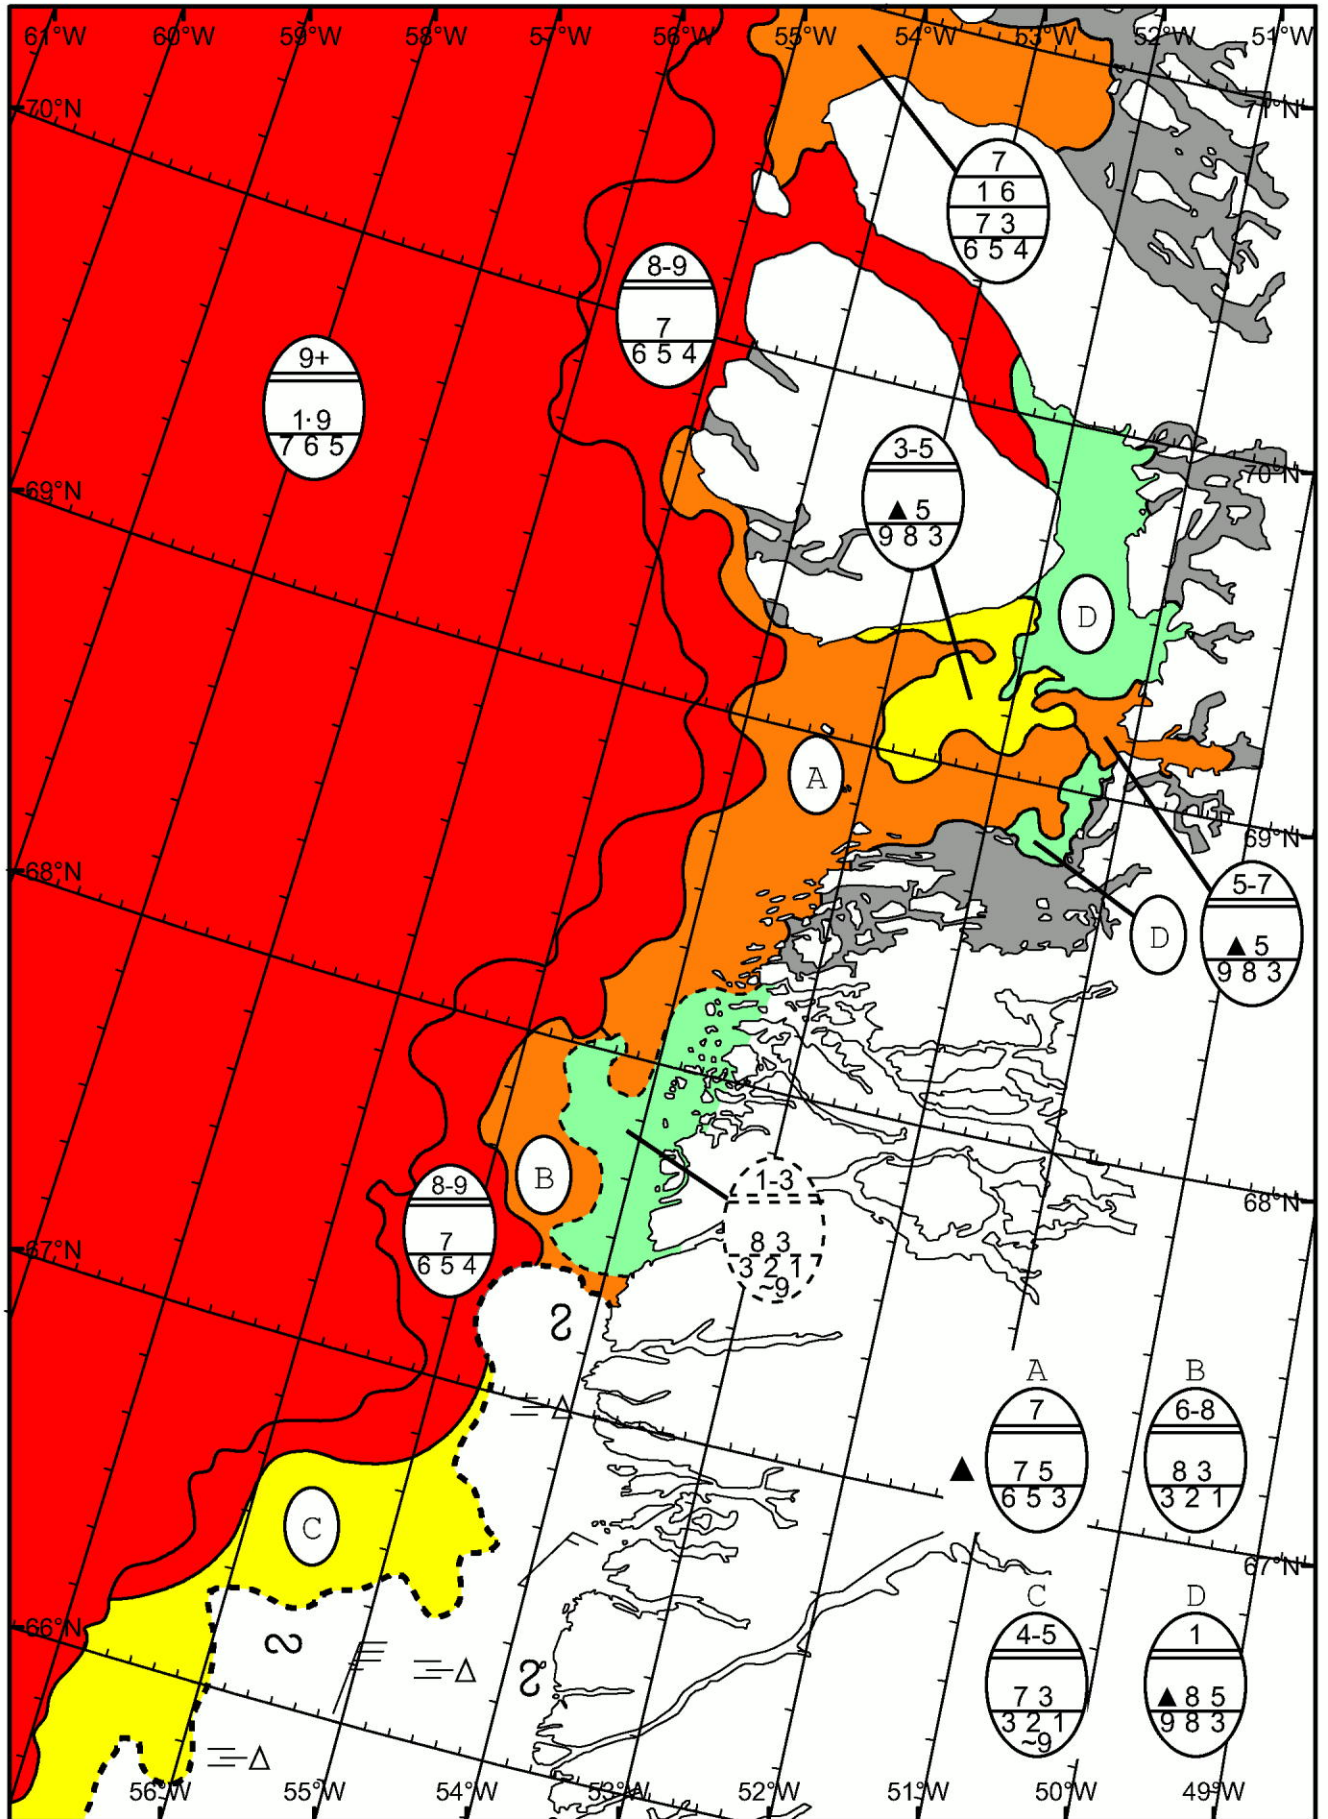 61°W 60°W 59°W 58°W 57°W 56°W 55°W 54°W 53°W 52°W 51°W
70°N
71°N
7
1 6
7 3
6 5 4
8-9
7
6 5 4
9+
1· 9
7 6 5
3-5
▲ 5
9 8 3
70°N
69°N
D
A
69°N
68°N
5-7
▲ 5
9 8 3
D
B
1-3
8 3
3 2 1
~9
68°N
8-9
7
6 5 4
67°N
A
7
7 5
6 5 3
▲
B
6-8
8 3
3 2 1
C
67°N
66°N
C
4-5
7 3
3 2 1
~9
D
1
▲ 8 5
9 8 3
56°W 55°W 54°W 53°W 52°W 51°W 50°W 49°W